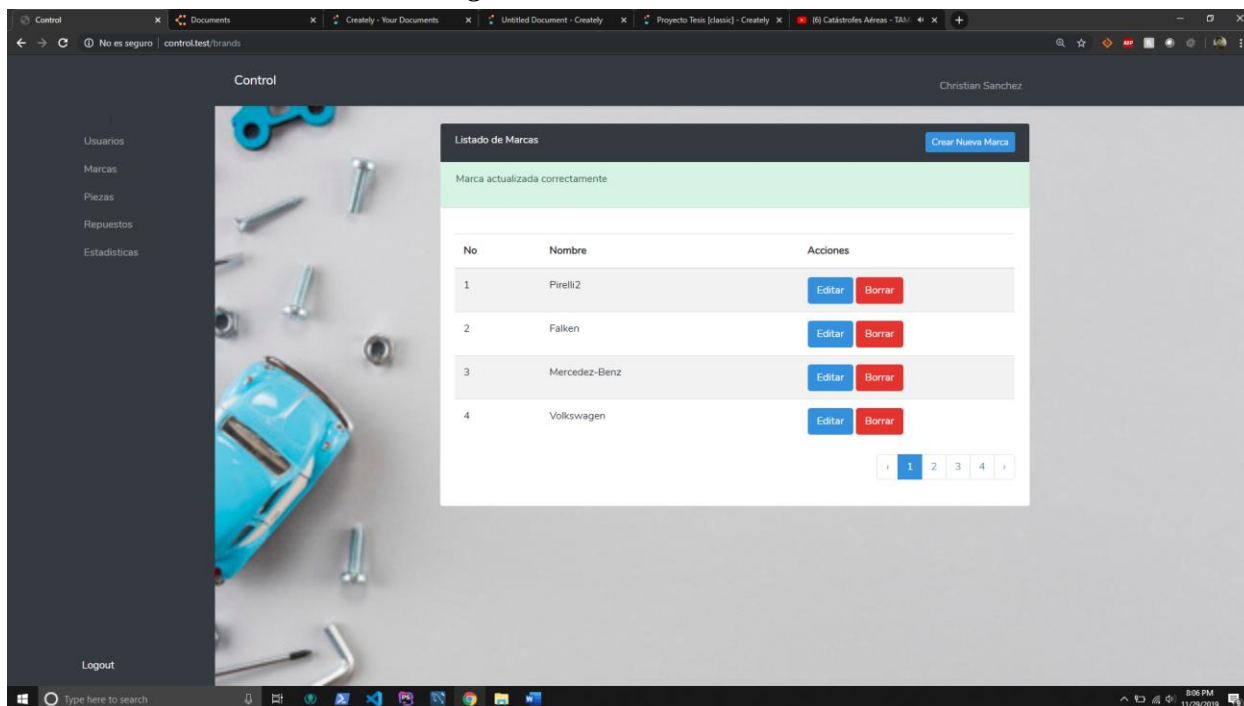 Control
Documents
Creately - Your Documents
Untitled Document - Creately
Proyecto Tesis [classic] - Creately
(6) Catástrofes Aéreas - TAM
No es seguro | control.test/brands
ABP
Control
Christian Sanchez
Usuarios
Marcas
Piezas
Repuestos
Estadisticas
Listado de Marcas
Crear Nueva Marca
Marca actualizada correctamente
No Nombre Acciones
1 Pirelli2 Editar Borrar
2 Falken Editar Borrar
3 Mercedez-Benz Editar Borrar
4 Volkswagen Editar Borrar
‹ 1 2 3 4 ›
Logout
Type here to search
8:06 PM
11/29/2019